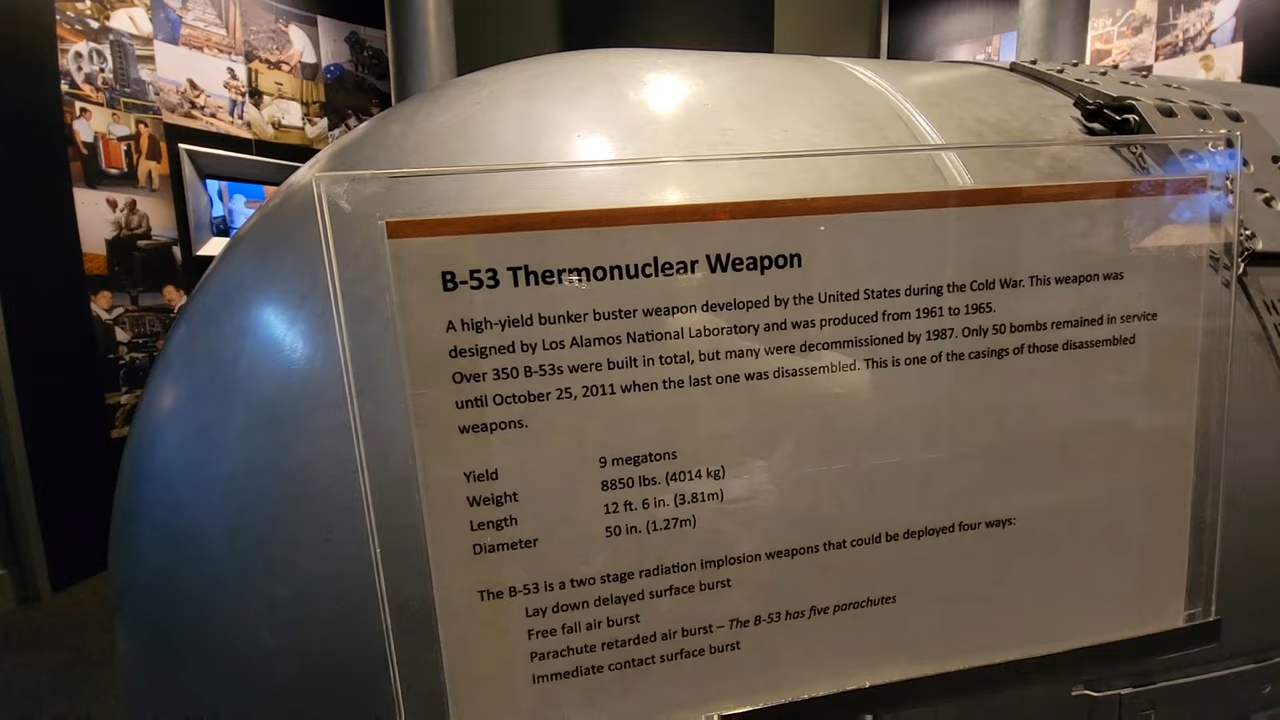 B-53 Thermonuclear Weapon
A high-yield bunker buster weapon developed by the United States during the Cold War. This weapon was
designed by Los Alamos National Laboratory and was produced from 1961 to 1965.
Over 350 B-53s were built in total, but many were decommissioned by 1987. Only 50 bombs remained in service
until October 25, 2011 when the last one was disassembled. This is one of the casings of those disassembled
weapons.
Yield 9 megatons
Weight 8850 lbs. (4014 kg)
Length 12 ft. 6 in. (3.81m)
Diameter 50 in. (1.27m)
The B-53 is a two stage radiation implosion weapons that could be deployed four ways:
Lay down delayed surface burst
Free fall air burst
Parachute retarded air burst – The B-53 has five parachutes
Immediate contact surface burst